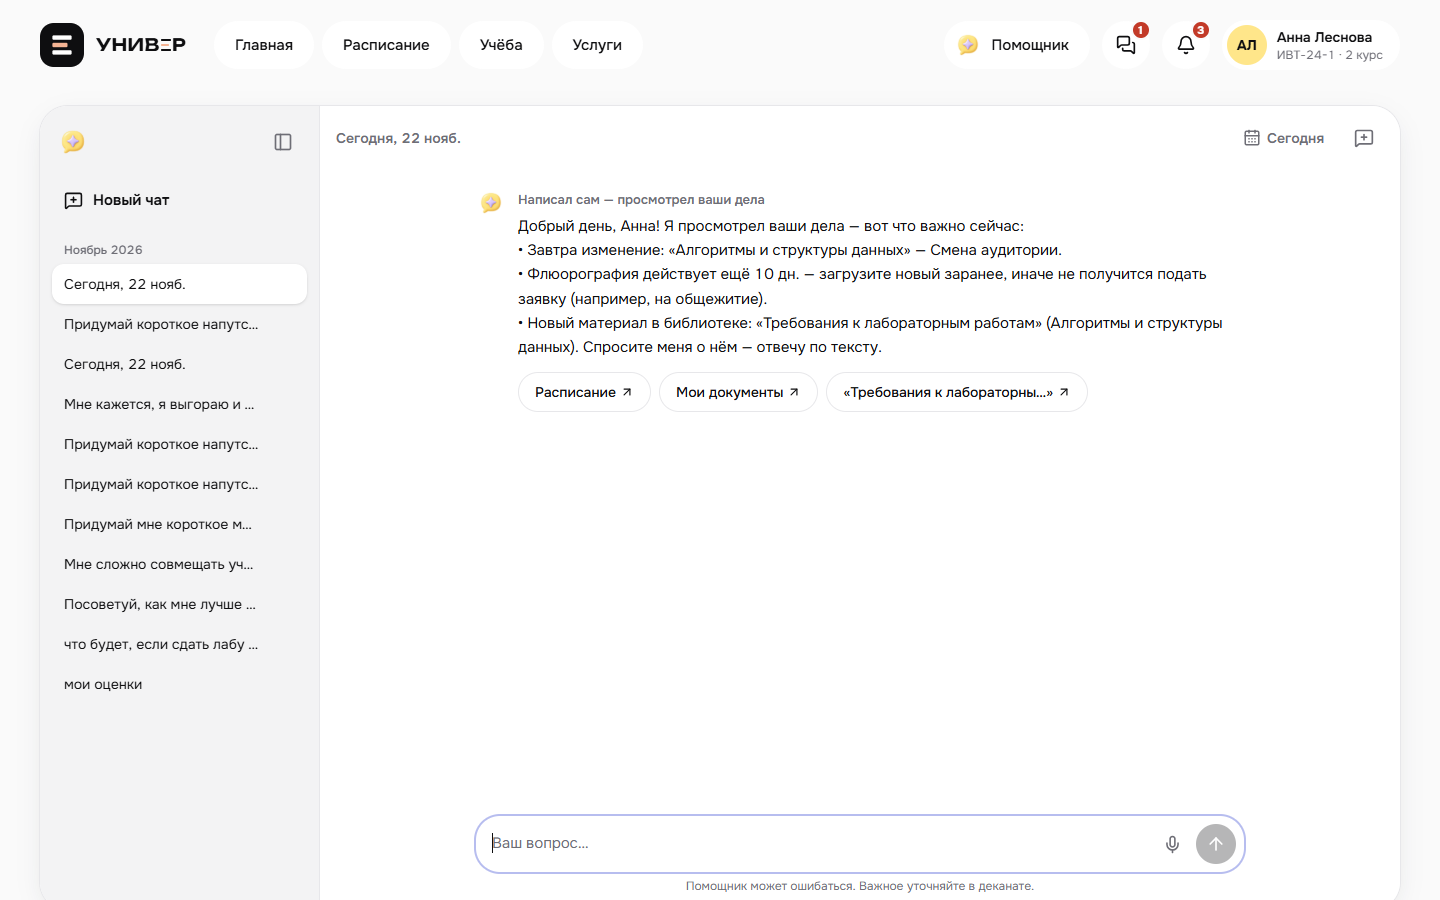 УНИВЕР
Главная
Расписание
Учёба
Услуги
Помощник
1
3
АЛ
Анна Леснова
ИВТ-24-1 · 2 курс
Новый чат
Ноябрь 2026
Сегодня, 22 нояб.
Придумай короткое напутс...
Сегодня, 22 нояб.
Мне кажется, я выгораю и ...
Придумай короткое напутс...
Придумай короткое напутс...
Придумай мне короткое м...
Мне сложно совмещать уч...
Посоветуй, как мне лучше ...
что будет, если сдать лабу ...
мои оценки
Сегодня, 22 нояб.
Сегодня
Написал сам — просмотрел ваши дела
Добрый день, Анна! Я просмотрел ваши дела — вот что важно сейчас:
• Завтра изменение: «Алгоритмы и структуры данных» — Смена аудитории.
• Флюорография действует ещё 10 дн. — загрузите новый заранее, иначе не получится подать
заявку (например, на общежитие).
• Новый материал в библиотеке: «Требования к лабораторным работам» (Алгоритмы и структуры
данных). Спросите меня о нём — отвечу по тексту.
Расписание
Мои документы
«Требования к лабораторны...»
Ваш вопрос...
Помощник может ошибаться. Важное уточняйте в деканате.